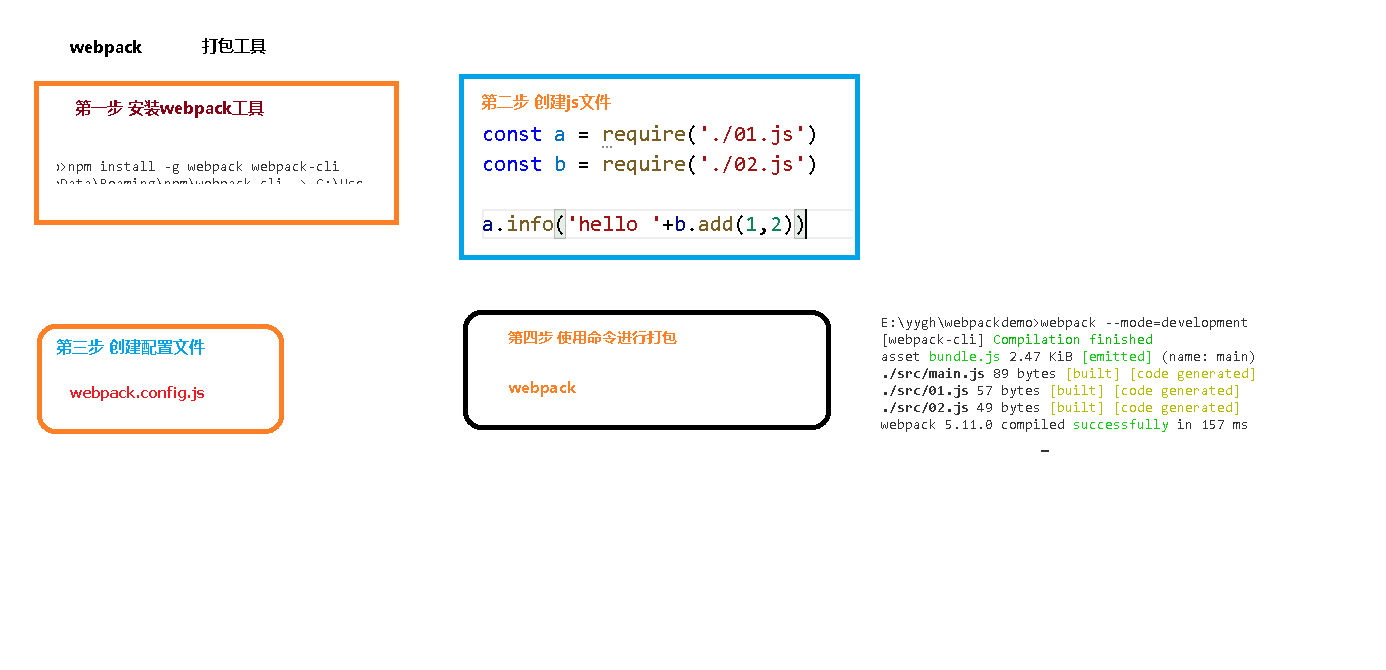 webpack 打包工具
第一步 安装webpack工具
>npm install -g webpack webpack-cli
Data\Roaming\npm\webpack-cli -> C:\Use
第二步 创建js文件
const a = require('./01.js')
const b = require('./02.js')
a.info('hello '+b.add(1,2))
第三步 创建配置文件
webpack.config.js
第四步 使用命令进行打包
webpack
E:\yygh\webpackdemo>webpack --mode=development
[webpack-cli] Compilation finished
asset bundle.js 2.47 KiB [emitted] (name: main)
./src/main.js 89 bytes [built] [code generated]
./src/01.js 57 bytes [built] [code generated]
./src/02.js 49 bytes [built] [code generated]
webpack 5.11.0 compiled successfully in 157 ms